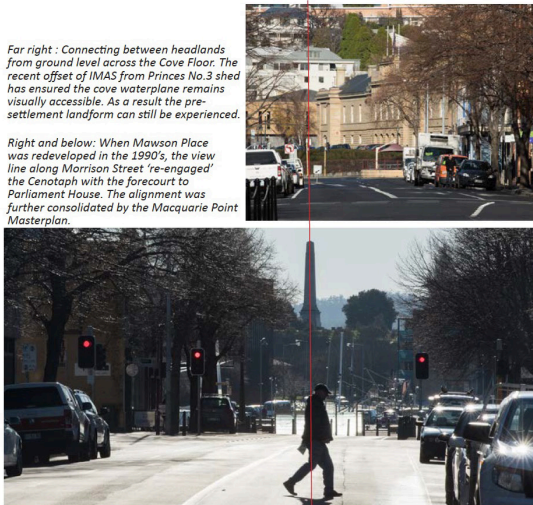 Far right : Connecting between headlands
from ground level across the Cove Floor. The
recent offset of IMAS from Princes No.3 shed
has ensured the cove waterplane remains
visually accessible. As a result the pre-
settlement landform can still be experienced.
Right and below: When Mawson Place
was redeveloped in the 1990's, the view
line along Morrison Street ‘re-engaged’
the Cenotaph with the forecourt to
Parliament House. The alignment was
further consolidated by the Macquarie Point
Masterplan.